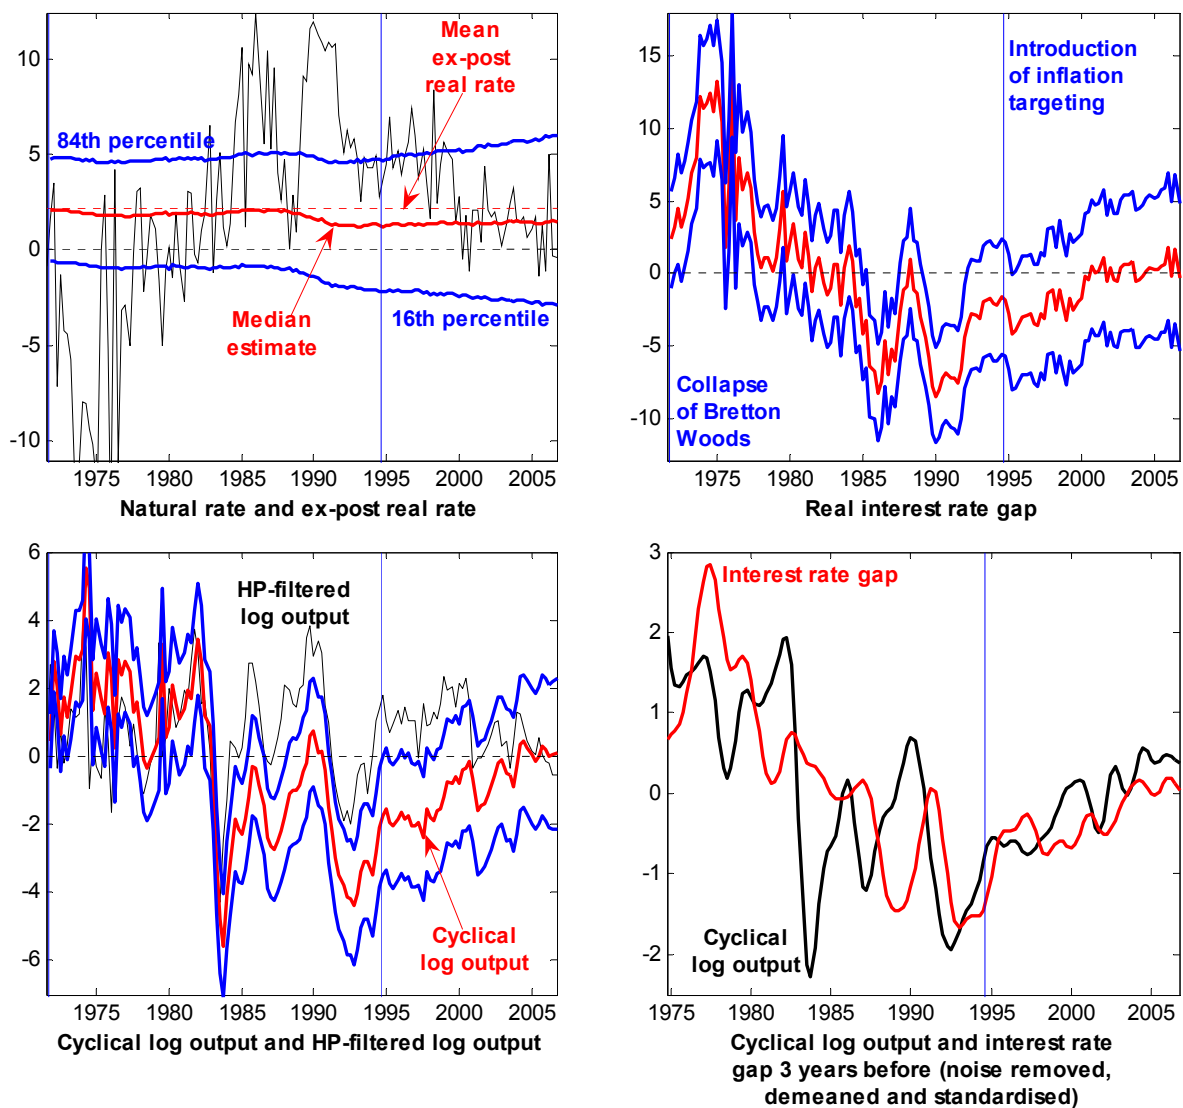 10
5
0
-5
-10
84th percentile
Mean
ex-post
real rate
Median
estimate
16th percentile
1975 1980 1985 1990 1995 2000 2005
Natural rate and ex-post real rate
15
10
5
0
-5
-10
Introduction
of inflation
targeting
Collapse
of Bretton
Woods
1975 1980 1985 1990 1995 2000 2005
Real interest rate gap
6
4
2
0
-2
-4
-6
HP-filtered
log output
Cyclical
log output
1975 1980 1985 1990 1995 2000 2005
Cyclical log output and HP-filtered log output
3
2
1
0
-1
-2
Interest rate gap
Cyclical
log output
1975 1980 1985 1990 1995 2000 2005
Cyclical log output and interest rate
gap 3 years before (noise removed,
demeaned and standardised)